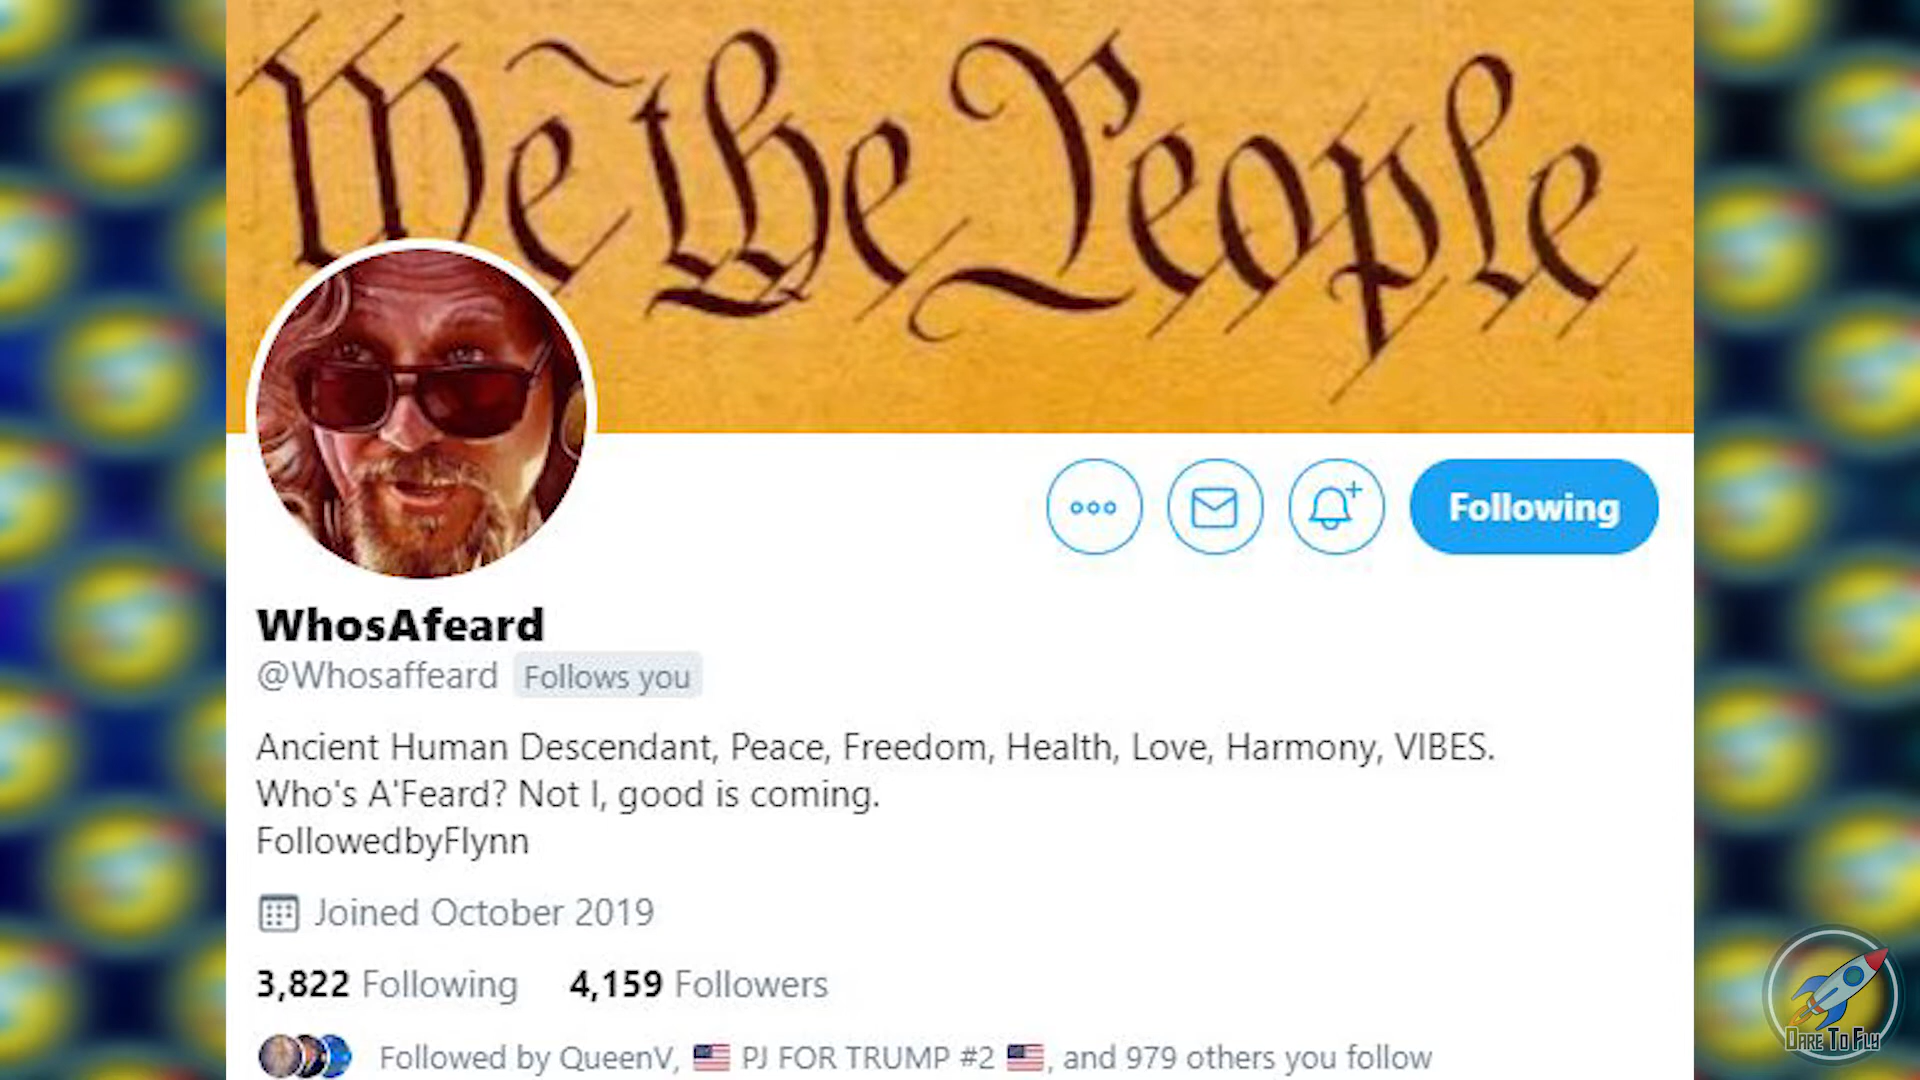 We the People
Following
WhosAfeard
@Whosaffeard Follows you
Ancient Human Descendant, Peace, Freedom, Health, Love, Harmony, VIBES.
Who's A'Feard? Not I, good is coming.
FollowedbyFlynn
Joined October 2019
3,822 Following 4,159 Followers
Followed by QueenV, 🇺🇸 PJ FOR TRUMP #2 🇺🇸, and 979 others you follow
DARE TO FLY